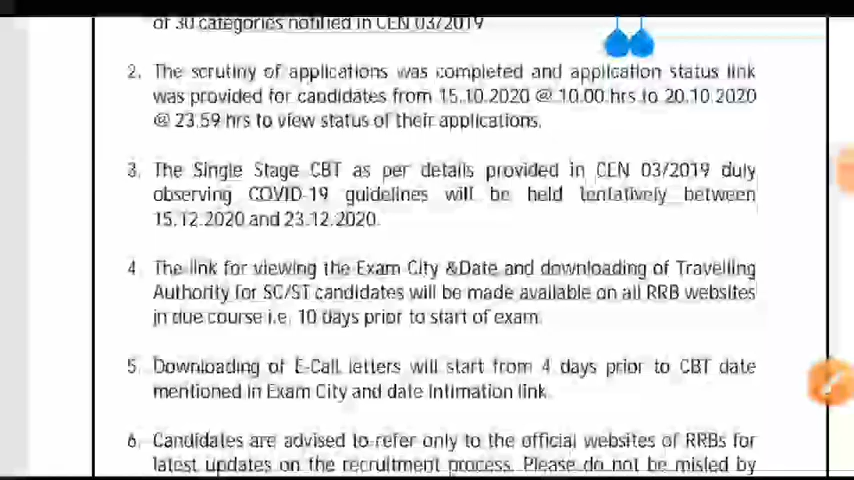 of 30 categories notified in CEN 03/2019
2. The scrutiny of applications was completed and application status link
was provided for candidates from 15.10.2020 @ 10.00 hrs to 20.10.2020
@ 23.59 hrs to view status of their applications.
3. The Single Stage CBT as per details provided in CEN 03/2019 duly
observing COVID-19 guidelines will be held tentatively between
15.12.2020 and 23.12.2020.
4. The link for viewing the Exam City &Date and downloading of Travelling
Authority for SC/ST candidates will be made available on all RRB websites
in due course i.e. 10 days prior to start of exam.
5. Downloading of E-Call letters will start from 4 days prior to CBT date
mentioned in Exam City and date intimation link.
6. Candidates are advised to refer only to the official websites of RRBs for
latest updates on the recruitment process. Please do not be misled by